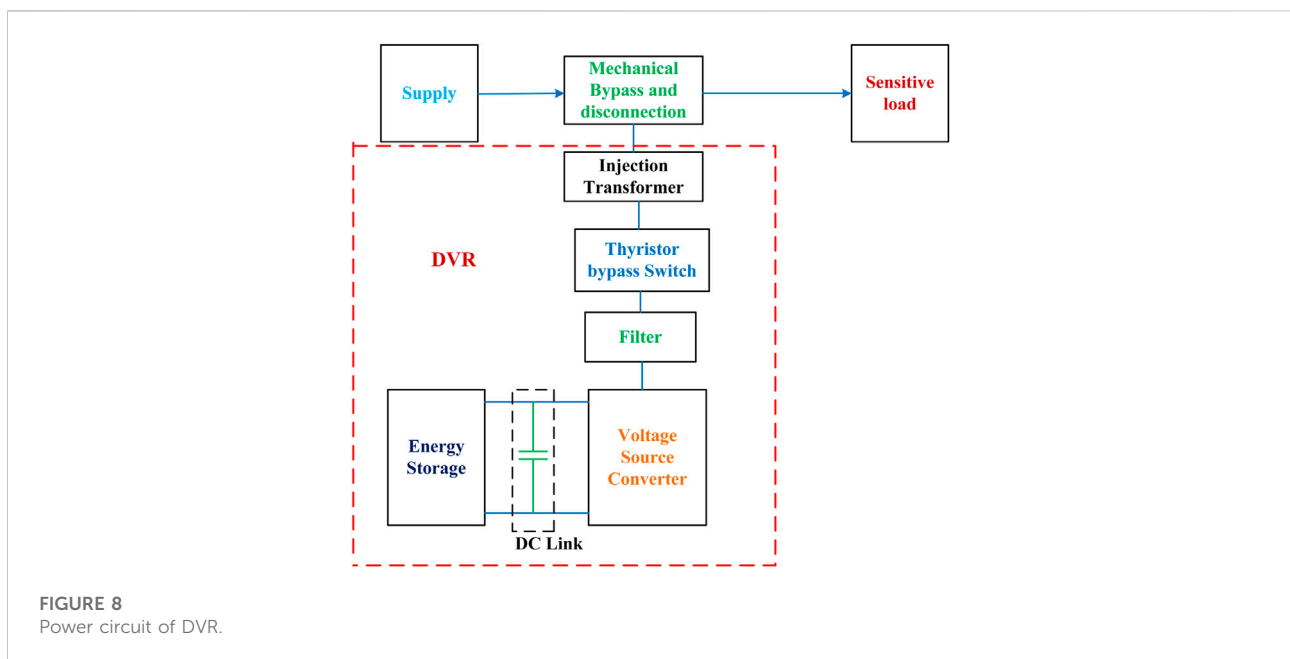 Supply
Mechanical
Bypass and
disconnection
Sensitive
load
Injection
Transformer
DVR
Thyristor
bypass Switch
Filter
Energy
Storage
Voltage
Source
Converter
DC Link
FIGURE 8
Power circuit of DVR.